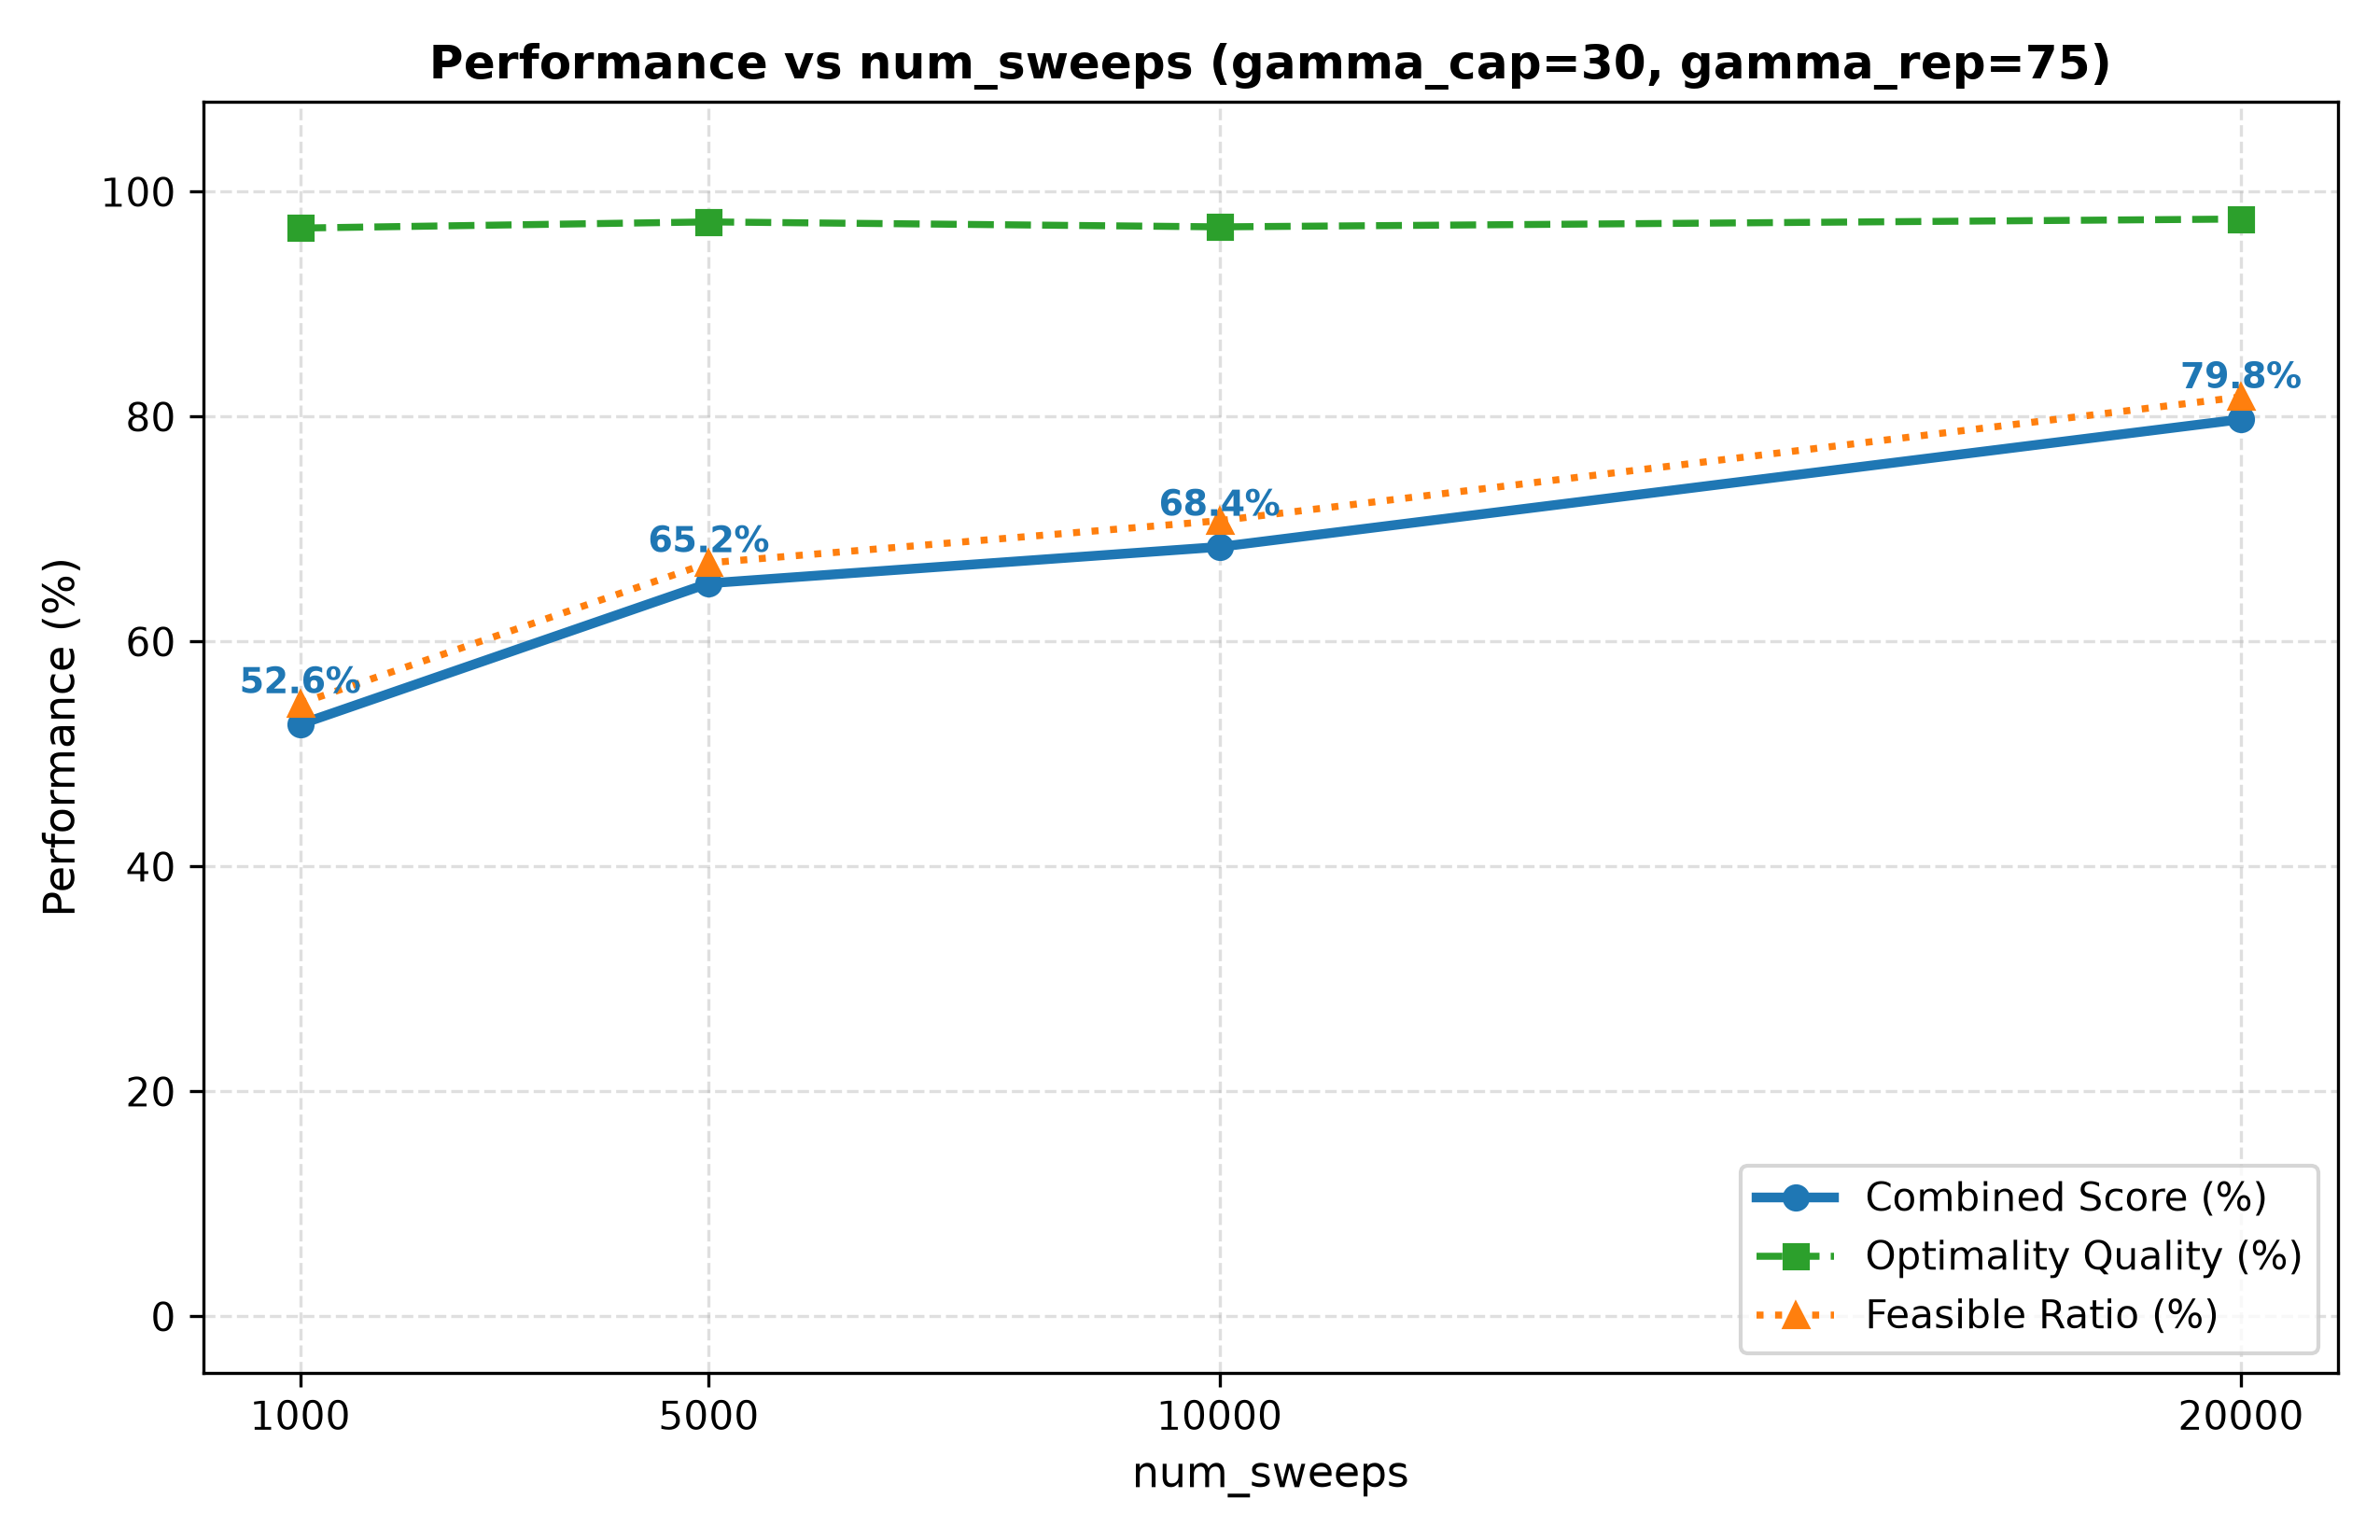 Performance vs num_sweeps (gamma_cap=30, gamma_rep=75)
Performance (%)
100
80
60
40
20
0
52.6%
65.2%
68.4%
79.8%
Combined Score (%)
Optimality Quality (%)
Feasible Ratio (%)
1000 5000 10000 20000
num_sweeps